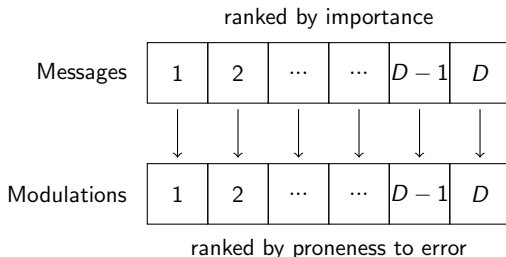 ranked by importance
Messages 1 2 ... ... D − 1 D
Modulations 1 2 ... ... D − 1 D
ranked by proneness to error